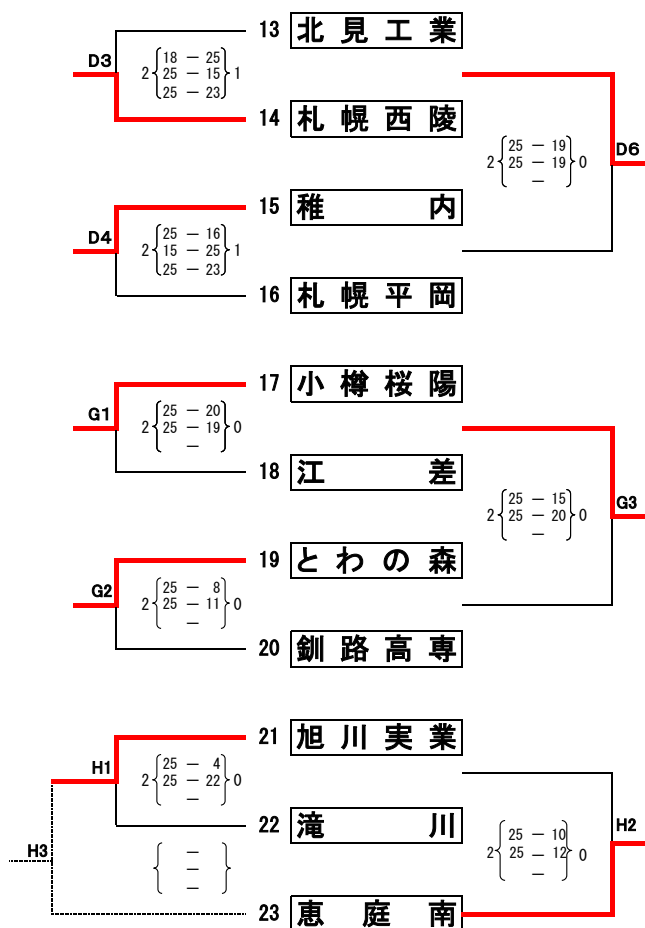 13 北見工業
D3
18 － 25
2 25 － 15 1
25 － 23
14 札幌西陵
25 － 19
2 25 － 19 0
－
D6
15 稚内
D4
25 － 16
2 15 － 25 1
25 － 23
16 札幌平岡
17 小樽桜陽
G1
25 － 20
2 25 － 19 0
－
18 江差
25 － 15
2 25 － 20 0
－
G3
19 とわの森
G2
25 － 8
2 25 － 11 0
－
20 釧路高専
21 旭川実業
H1
25 － 4
2 25 － 22 0
－
22 滝川
25 － 10
2 25 － 12 0
－
H2
H3
－
－
－
23 恵庭南